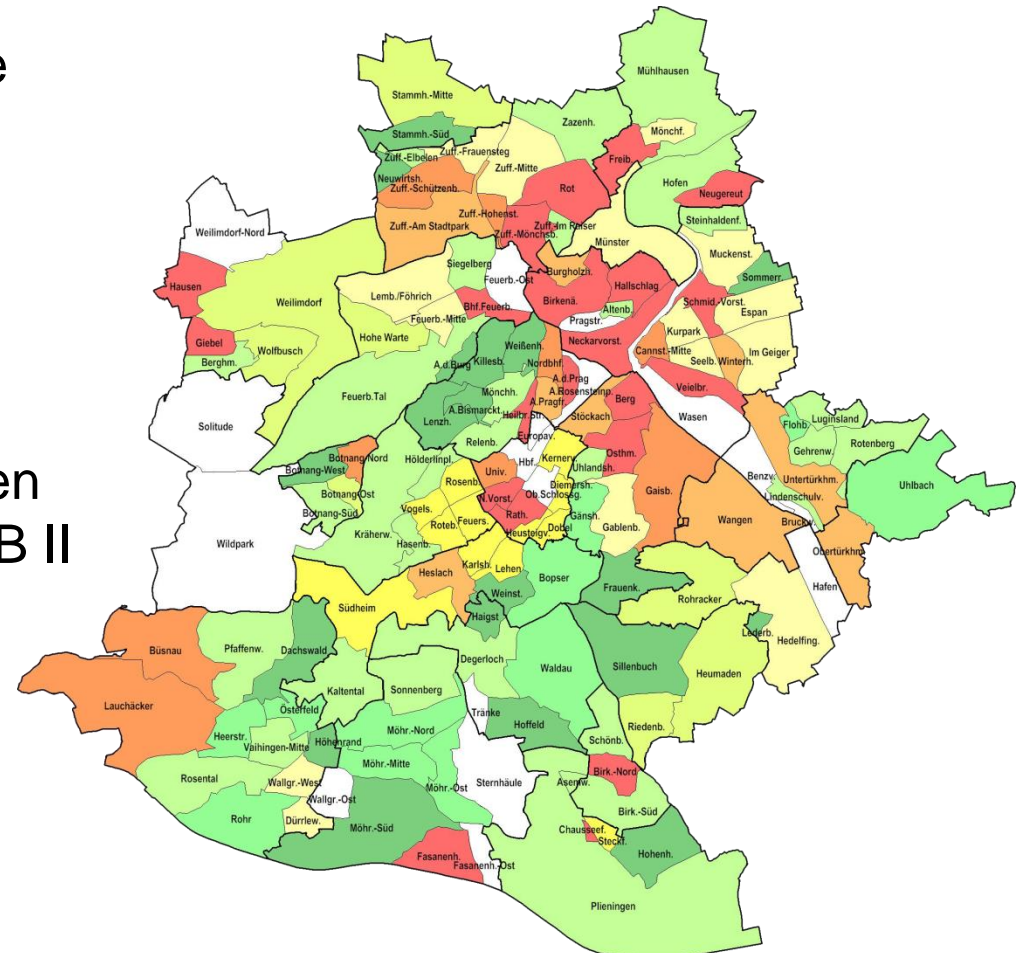 e
en
B II
Mühlhausen
Stammh.-Mitte
Zazenh.
Stammh.-Süd
Mönchf.
Zuff.-Frauensteg
Zuff.-Elbelen
Freib.
Zuff.-Mitte
Neuwirtsh.
Hofen
Zuff.-Schützenb.
Rot
Neugereut
Zuff.-Hohenst.
Steinhaldenf.
Zuff.-Am Stadtpark
Zuff.-Im Raiser
Zuff.-Mönchsb.
Weilimdorf-Nord
Münster
Muckenst.
Siegelberg
Burgholzh.
Feuerb.-Ost
Sommerr.
Hausen
Hallschlag
Lemb./Föhrich
Weilimdorf
Birkenä.
Schmid.-Vorst.
Bhf.Feuerb.
Altenb.
Espan
Feuerb.-Mitte
Pragstr.
Kurpark
Hohe Warte
Neckarvorst.
Giebel
Weißenh.
Wolfbusch
Cannst.-Mitte
Im Geiger
Berghm.
A.d.Burg
Killesb.
Nordbhf.
Seelb.
Winterh.
A.d.Prag
Veielbr.
Mönchh.
A.Rosensteinp.
Feuerb.Tal
A.Pragfr.
Berg
A.Bismarckt.
Heilbr.Str.
Stöckach
Wasen
Lenzh.
Luginsland
Solitude
Flohb.
Europav.
Relenb.
Rotenberg
Gehrenw.
Osthm.
Botnang-Nord
Hölderlinpl.
Kernerv.
Hbf.
Botnang-West
Univ.
Uhlandsh.
Benzv.
Untertürkhm.
Rosenb.
Diemersh.
Uhlbach
Gaisb.
Botnang-Ost
N.Vorst.
Ob.Schlossg.
Lindenschulv.
Vogels.
Botnang-Süd
Rath.
Gänsh.
Wangen
Bruckw.
Feuers.
Roteb.
Dobel
Gablenb.
Kräherw.
Heusteigv.
Wildpark
Hasenb.
Obertürkhm.
Karlsh.
Lehen
Heslach
Bopser
Hafen
Frauenk.
Weinst.
Rohracker
Südheim
Haigst
Lederb.
Hedelfing.
Büsnau
Pfaffenw.
Dachswald
Degerloch
Waldau
Sillenbuch
Heumaden
Kaltental
Sonnenberg
Lauchäcker
Österfeld
Tränke
Hoffeld
Riedenb.
Möhr.-Nord
Heerstr.
Höhenrand
Schönb.
Vaihingen-Mitte
Möhr.-Mitte
Birk.-Nord
Rosental
Wallgr.-West
Sternhäule
Asemw.
Möhr.-Ost
Wallgr.-Ost
Birk.-Süd
Rohr
Dürrlew.
Möhr.-Süd
Chausseef.
Steckf.
Fasanenh.
Hohenh.
Fasanenh.-Ost
Plieningen